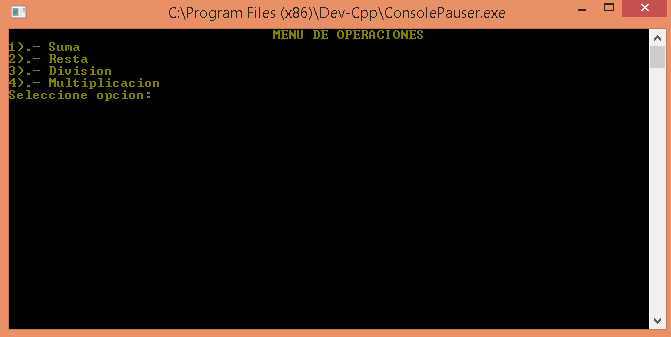 C:\Program Files (x86)\Dev-Cpp\ConsolePauser.exe
MENU DE OPERACIONES
1).- Suma
2).- Resta
3).- Division
4).- Multiplicacion
Seleccione opcion: